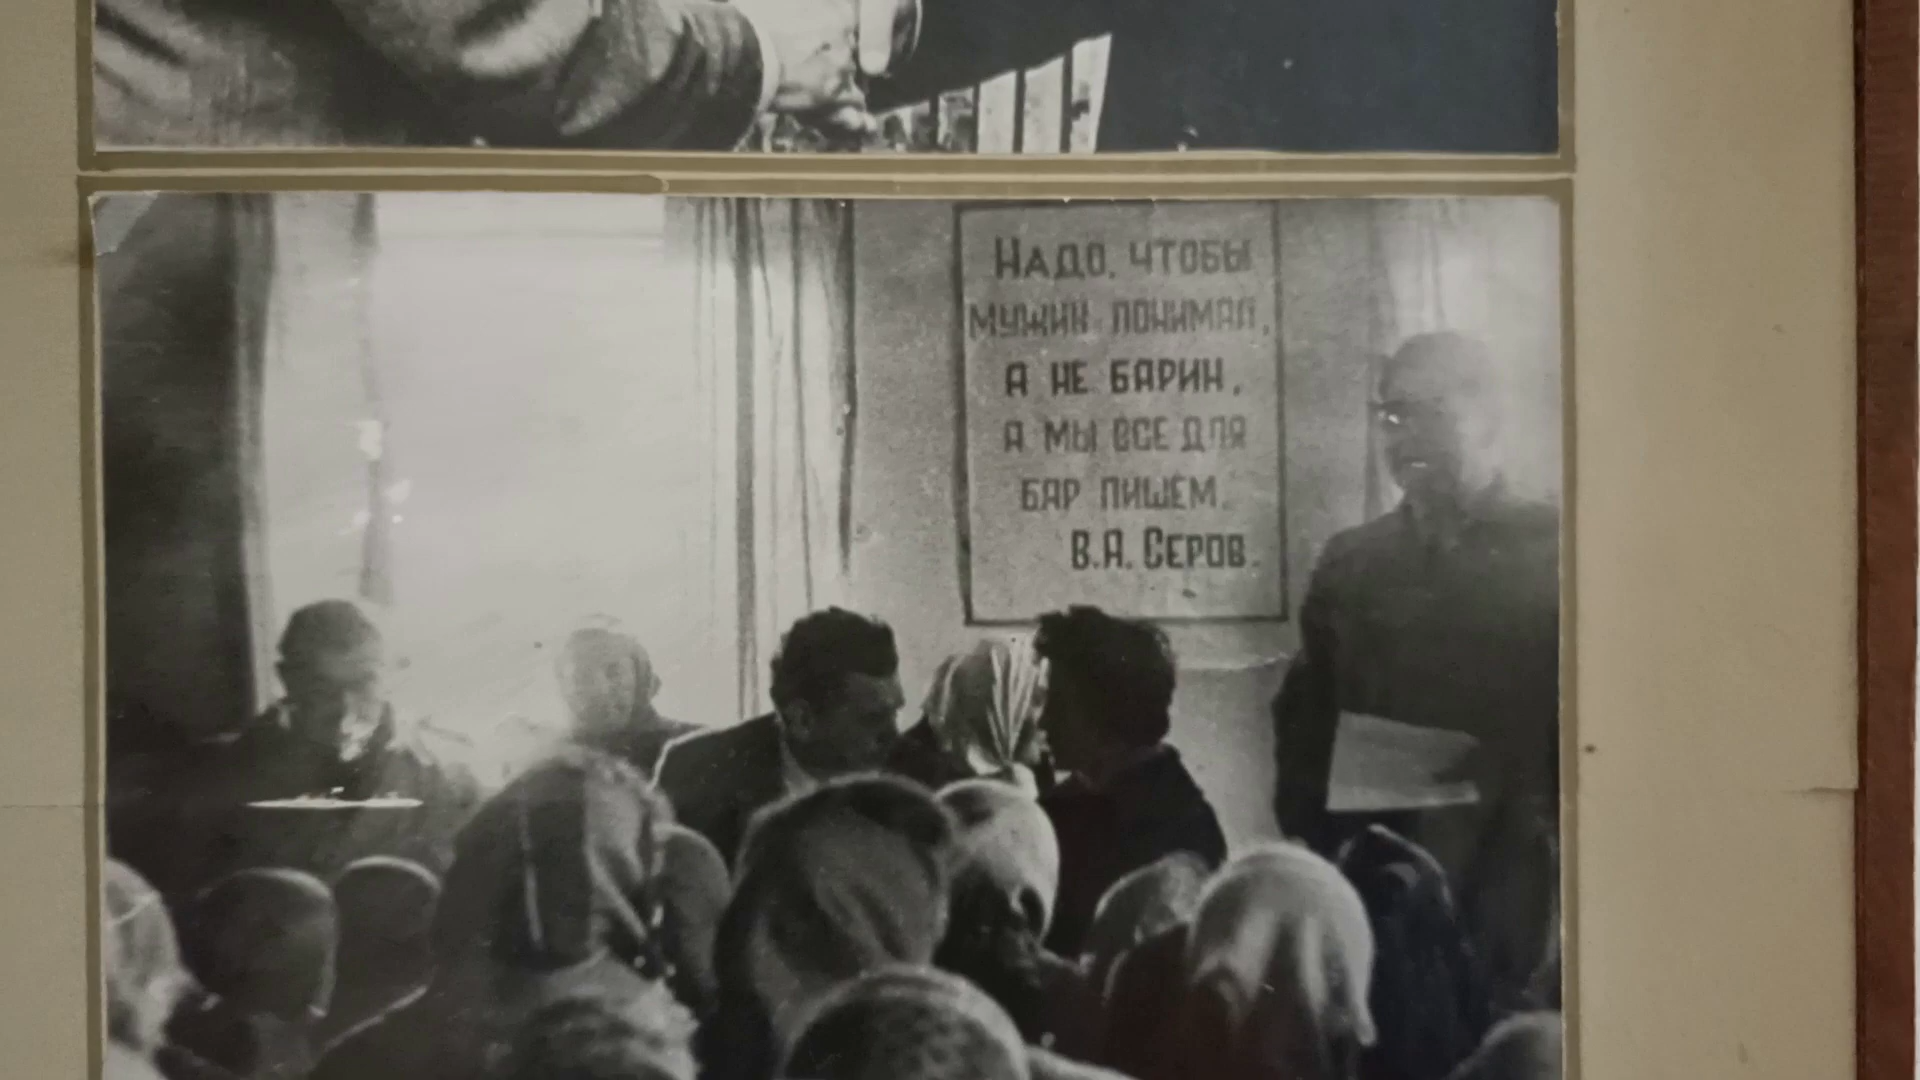 Надо, чтобы
мужик понимал,
а не барин,
а мы все для
бар пишем.
В.А. Серов.